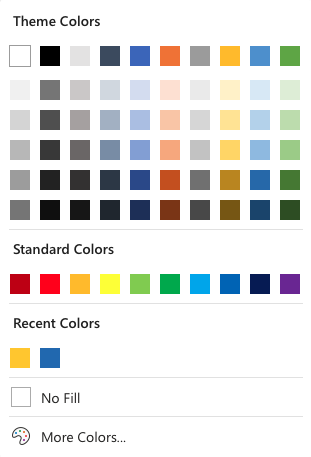 Theme Colors
Standard Colors
Recent Colors
No Fill
More Colors...